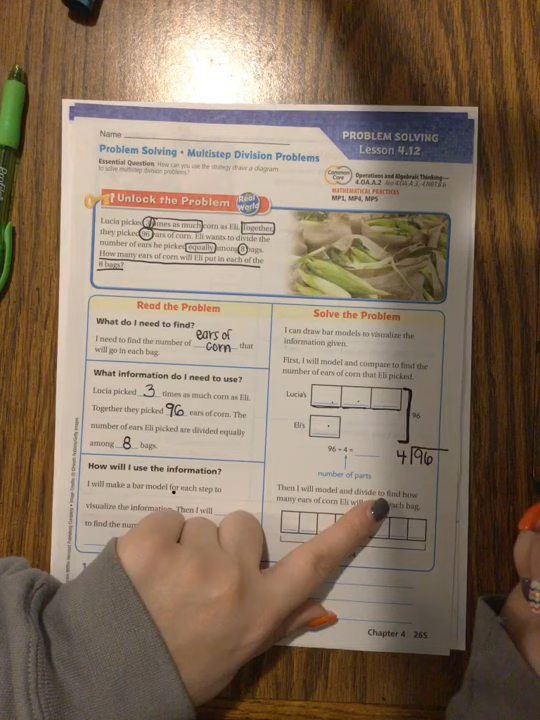 Name
PROBLEM SOLVING
Lesson 4.12
Problem Solving • Multistep Division Problems
Essential Question How can you use the strategy draw a diagram
to solve multistep division problems?
Common
Core
Operations and Algebraic Thinking—
4.OA.A.2
MATHEMATICAL PRACTICES
MP1, MP4, MP5
Unlock the Problem
Real
World
Lucia picked 3 times as much corn as Eli. Together,
they picked 96 ears of corn. Eli wants to divide the
number of ears he picked equally among 8 bags.
How many ears of corn will Eli put in each of the
8 bags?
Read the Problem
What do I need to find?
I need to find the number of ears of corn that
will go in each bag.
What information do I need to use?
Lucia picked 3 times as much corn as Eli.
Together they picked 96 ears of corn. The
number of ears Eli picked are divided equally
among 8 bags.
How will I use the information?
I will make a bar model for each step to
visualize the information. Then I will
to find the
Solve the Problem
I can draw bar models to visualize the
information given.
First, I will model and compare to find the
number of ears of corn that Eli picked.
Lucia's
96
Eli's
96 ÷ 4 =
4 96
number of parts
Then I will model and divide to find how
many ears of corn Eli will each bag.
Chapter 4 265